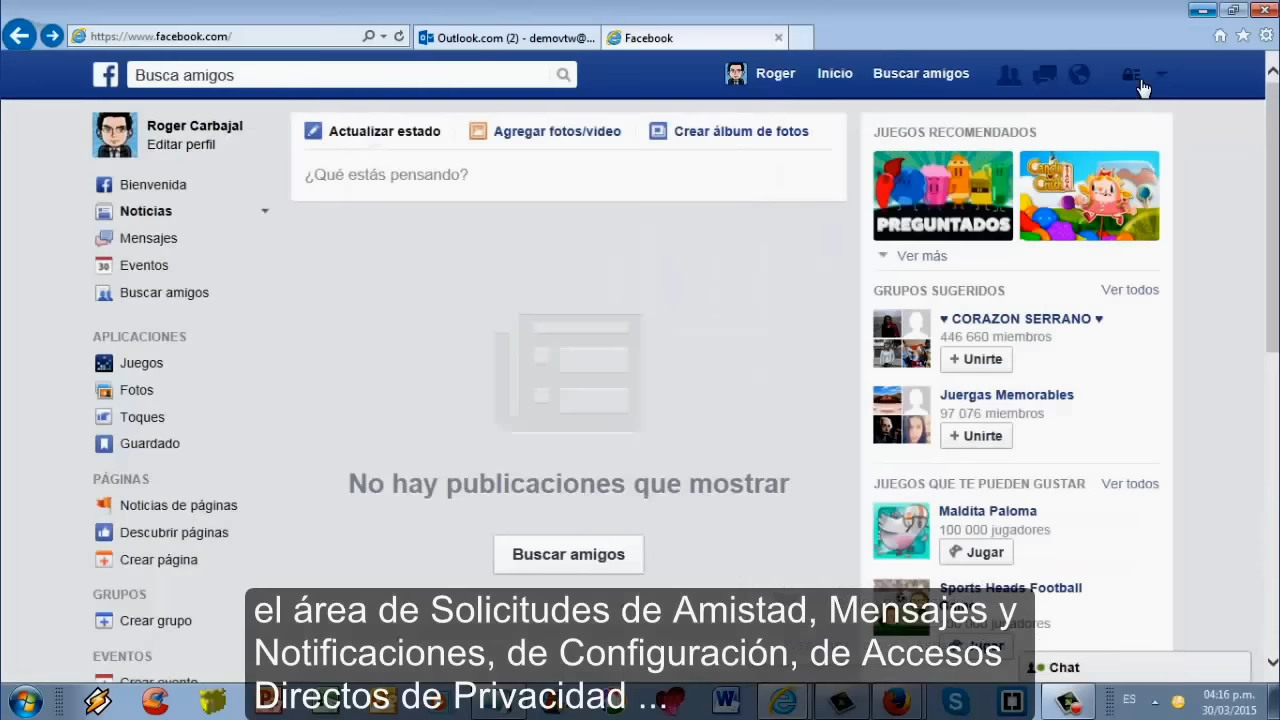 https://www.facebook.com/
Outlook.com (2) - demovtw@...
Facebook
Busca amigos
Roger
Inicio
Buscar amigos
Roger Carbajal
Editar perfil
Bienvenida
Noticias
Mensajes
30
Eventos
Buscar amigos
APLICACIONES
Juegos
Fotos
Toques
Guardado
PÁGINAS
Noticias de páginas
Descubrir páginas
Crear página
GRUPOS
Crear grupo
EVENTOS
Crear evento
Actualizar estado
Agregar fotos/video
Crear álbum de fotos
¿Qué estás pensando?
No hay publicaciones que mostrar
Buscar amigos
JUEGOS RECOMENDADOS
PREGUNTADOS
Candy Crush
Ver más
GRUPOS SUGERIDOS
Ver todos
♥ CORAZON SERRANO ♥
446 660 miembros
+ Unirte
Juergas Memorables
97 076 miembros
+ Unirte
JUEGOS QUE TE PUEDEN GUSTAR
Ver todos
Maldita Paloma
100 000 jugadores
Jugar
Sports Heads Football
jugadores
Chat
el área de Solicitudes de Amistad, Mensajes y
Notificaciones, de Configuración, de Accesos
Directos de Privacidad ...
ES
04:16 p.m.
30/03/2015